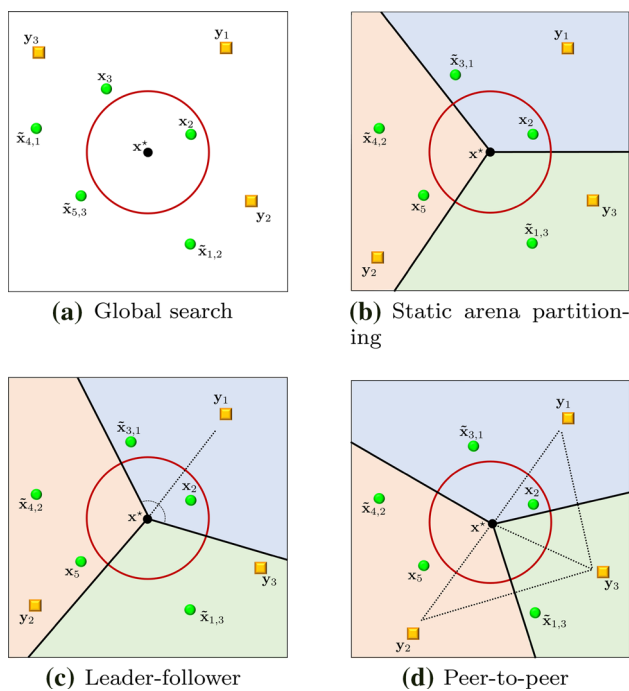 y₃
y₁
x₃
x₂
x̃₄,₁
x*
x̃₅,₃
y₂
x̃₁,₂
(a) Global search
y₁
x̃₃,₁
x₂
x̃₄,₂
x*
x₅
y₃
x̃₁,₃
y₂
(b) Static arena partition-
ing
y₁
x̃₃,₁
x₂
x̃₄,₂
x*
x₅
y₃
y₂
x̃₁,₃
(c) Leader-follower
y₁
x̃₃,₁
x₂
x̃₄,₂
x*
x₅
y₃
x̃₁,₃
y₂
(d) Peer-to-peer